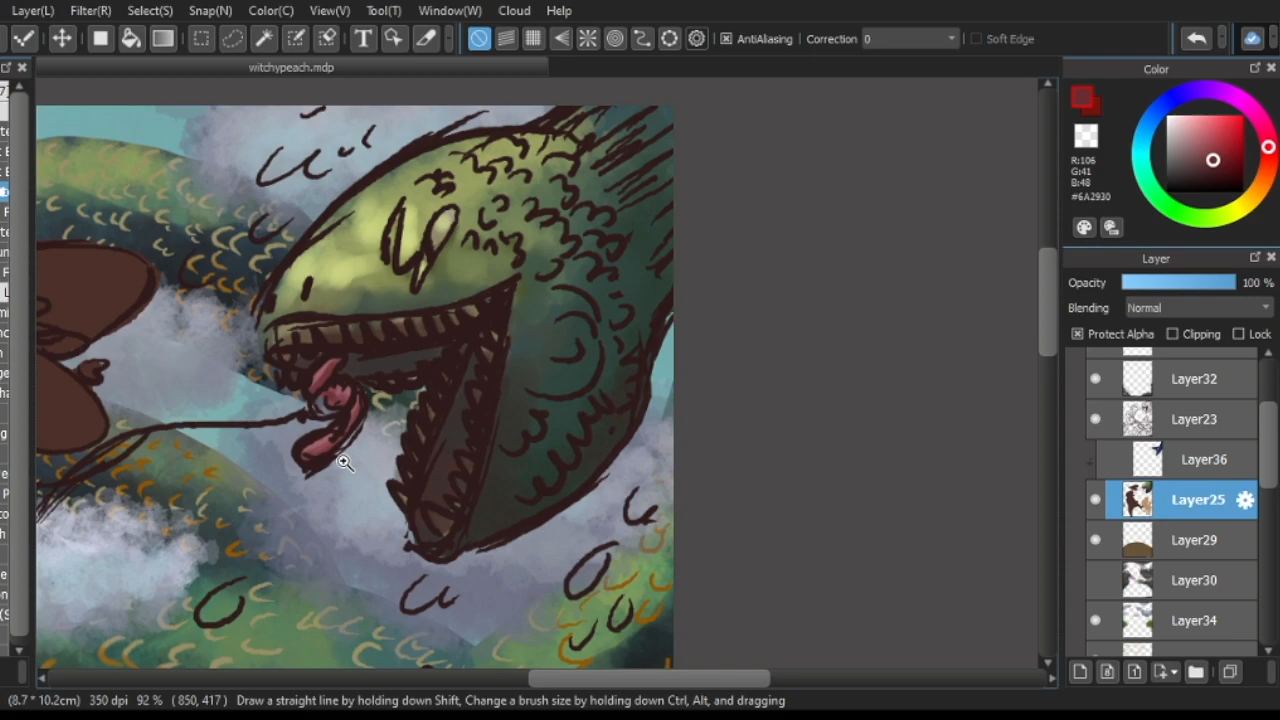 Layer(L) Filter(R) Select(S) Snap(N) Color(C) View(V) Tool(T) Window(W) Cloud Help
AntiAliasing Correction 0 Soft Edge
witchypeach.mdp
Color
R:106
G:41
B:48
#6A2930
Layer
Opacity 100 %
Blending Normal
Protect Alpha Clipping Lock
Layer32
Layer23
Layer36
Layer25
Layer29
Layer30
Layer34
(8.7 * 10.2cm) 350 dpi 92 % ( 850, 417 ) Draw a straight line by holding down Shift, Change a brush size by holding down Ctrl, Alt, and dragging